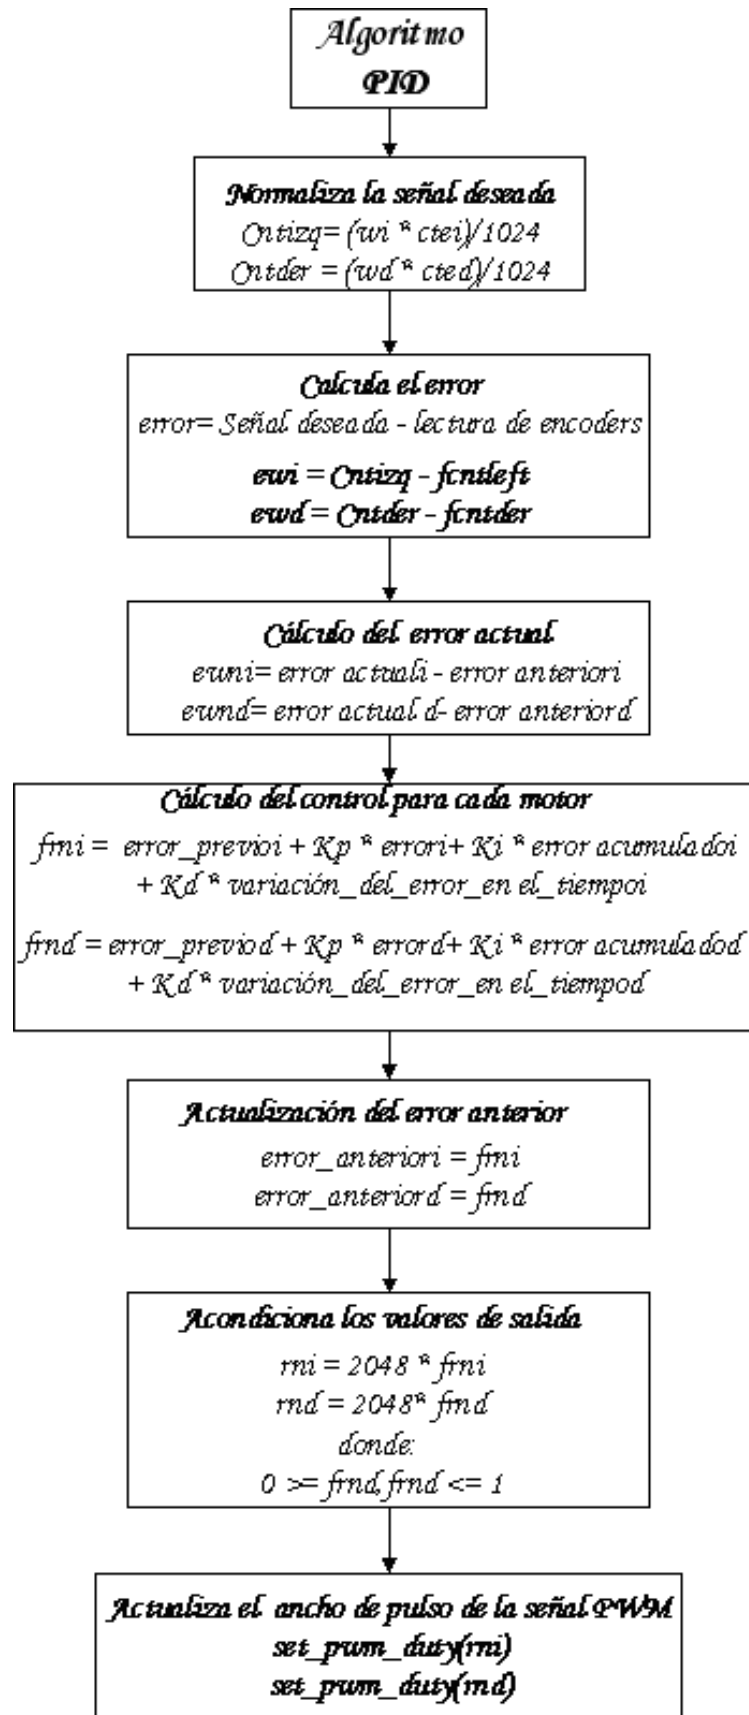 Algoritmo
PID
Normaliza la señal deseada
Cntizq= (wi * ctei)/1024
Cntder = (wd * cted)/1024
Calcula el error
error= Señal deseada - lectura de encoders
ewi = Cntizq - fcntleft
ewd = Cntder - fcntder
Cálculo del error actual
ewni= error actuali - error anteriori
ewnd= error actual d- error anteriord
Cálculo del control para cada motor
frni = error_previoi + Kp * errori+ Ki * error acumuladoi
+ Kd * variación_del_error_en el_tiempoi
frnd = error_previod + Kp * errord+ Ki * error acumuladod
+ Kd * variación_del_error_en el_tiempod
Actualización del error anterior
error_anteriori = frni
error_anteriord = frnd
Acondiciona los valores de salida
rni = 2048 * frni
rnd = 2048* frnd
donde:
0 >= frnd,frnd <= 1
Actualiza el ancho de pulso de la señal PWM
set_pwm_duty(rni)
set_pwm_duty(rnd)